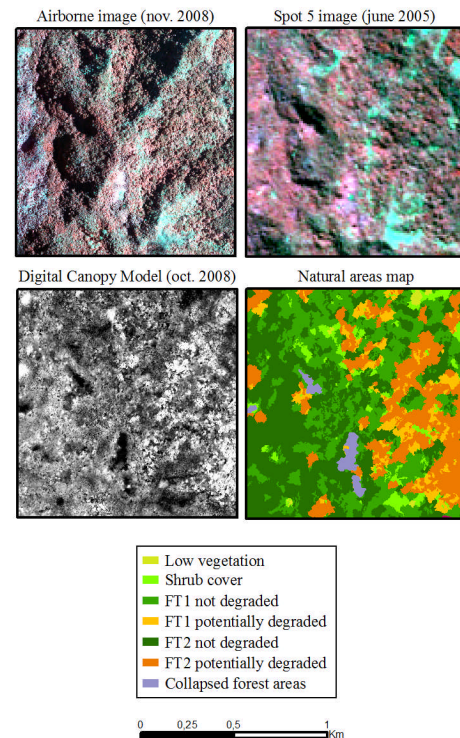 Airborne image (nov. 2008)
Spot 5 image (june 2005)
Digital Canopy Model (oct. 2008)
Natural areas map
Low vegetation
Shrub cover
FT1 not degraded
FT1 potentially degraded
FT2 not degraded
FT2 potentially degraded
Collapsed forest areas
0 0,25 0,5 1
Km